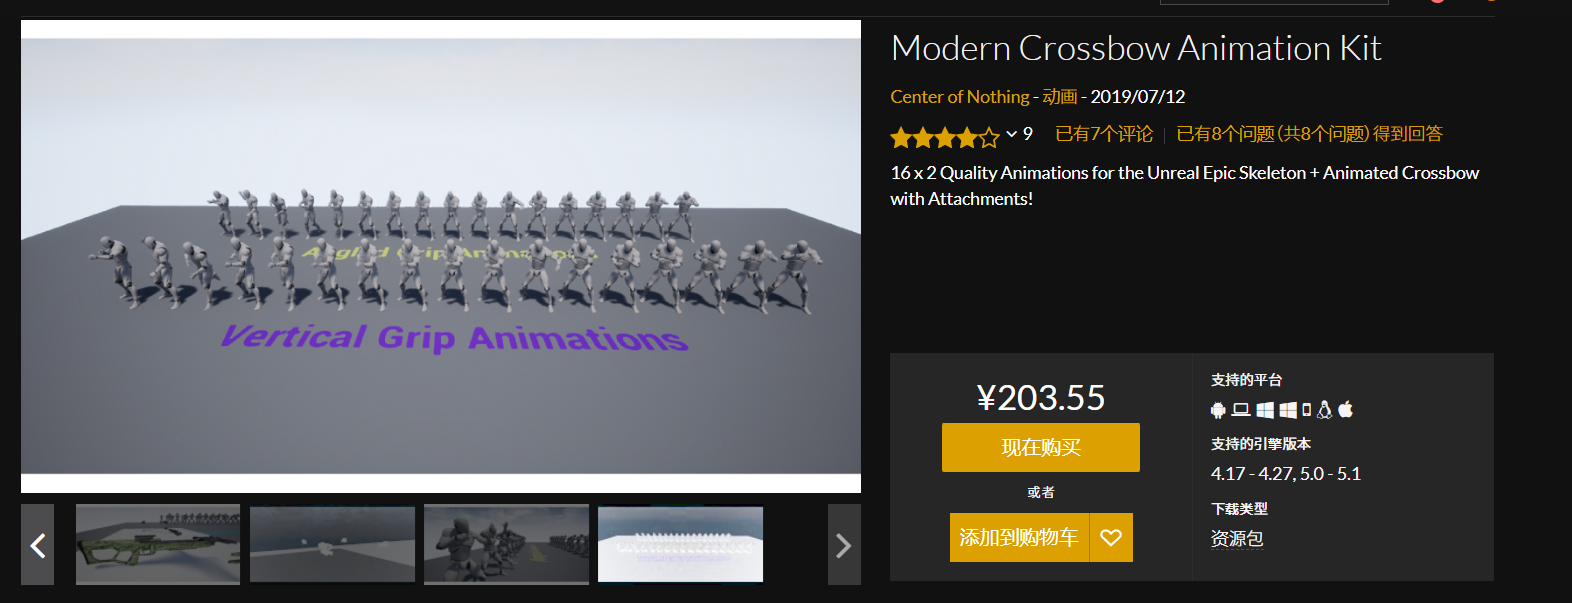 Modern Crossbow Animation Kit
Center of Nothing - 动画 - 2019/07/12
9 已有7个评论 | 已有8个问题 (共8个问题) 得到回答
16 x 2 Quality Animations for the Unreal Epic Skeleton + Animated Crossbow
with Attachments!
Angled Grip Animations
Vertical Grip Animations
¥203.55
现在购买
或者
添加到购物车
支持的平台
支持的引擎版本
4.17 - 4.27, 5.0 - 5.1
下载类型
资源包